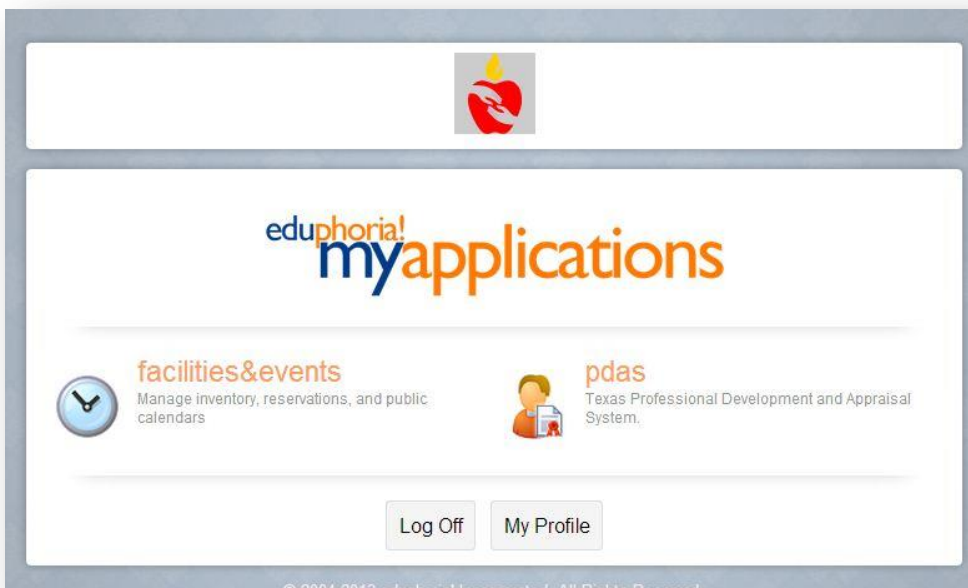 eduphoria!
myapplications
facilities&events
Manage inventory, reservations, and public
calendars
pdas
Texas Professional Development and Appraisal
System.
Log Off
My Profile